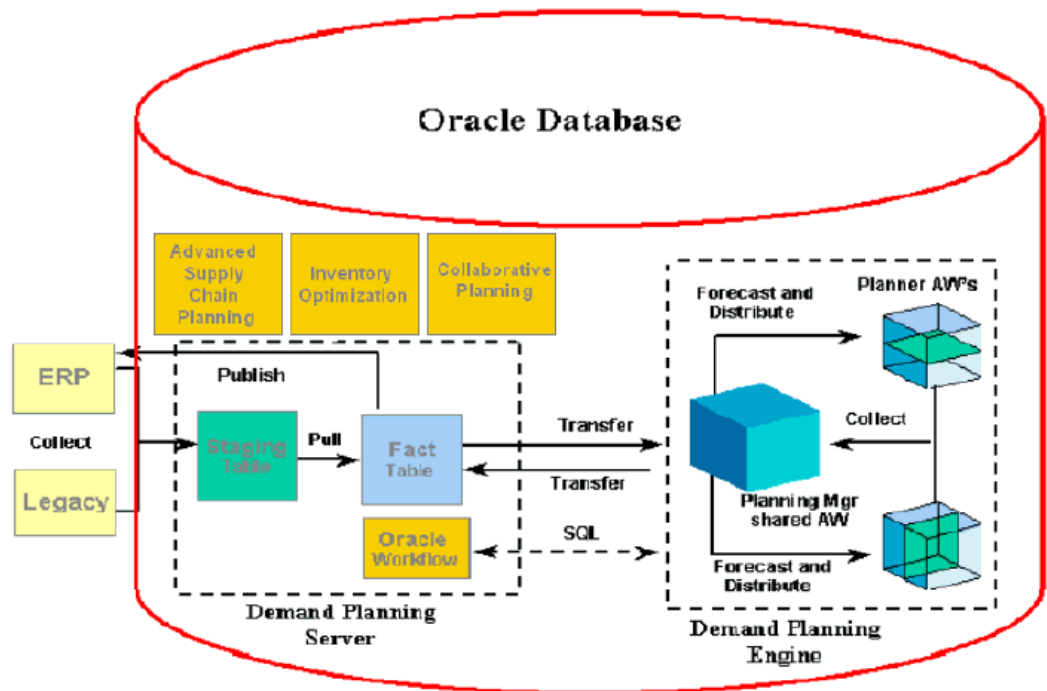 Oracle Database
Advanced
Supply
Chain
Planning
Inventory
Optimization
Collaborative
Planning
ERP
Collect
Legacy
Publish
Staging
Table
Pull
Fact
Table
Oracle
Workflow
Demand Planning
Server
Transfer
Transfer
SQL
Forecast and
Distribute
Planner AW's
Collect
Planning Mgr
shared AW
Forecast and
Distribute
Demand Planning
Engine